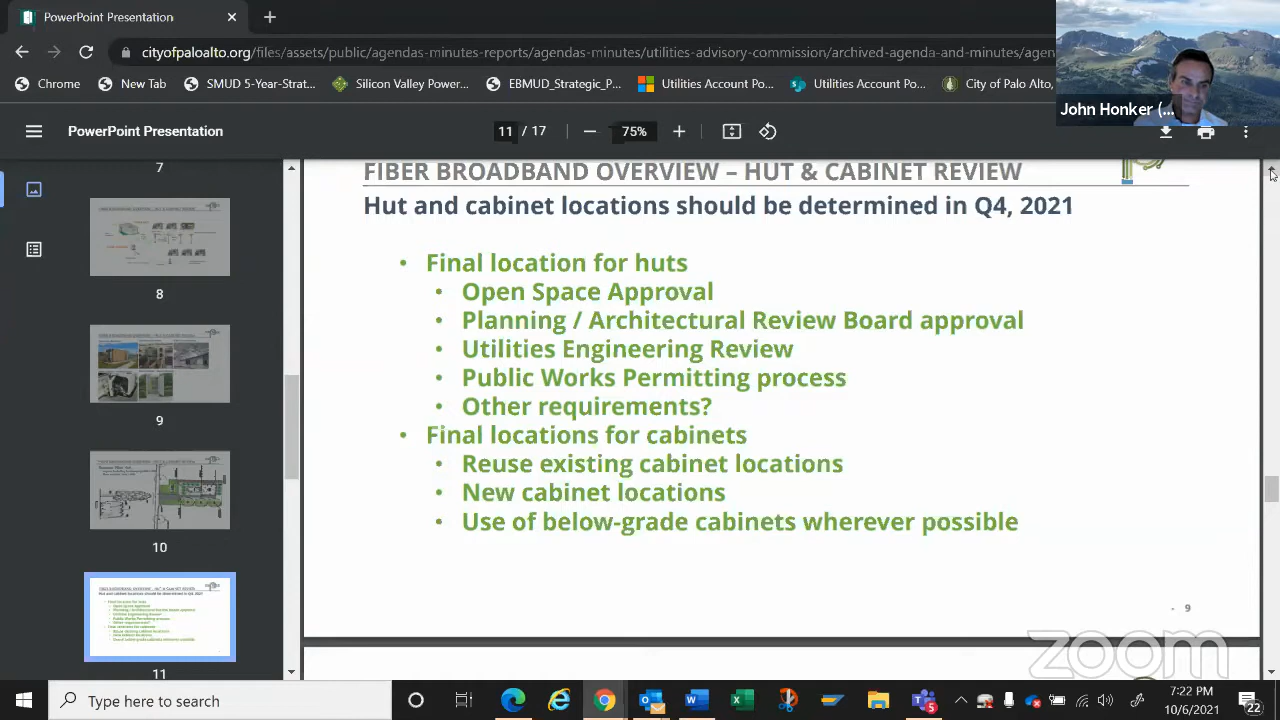 PowerPoint Presentation
cityofpaloalto.org/files/assets/public/agendas-minutes-reports/agendas-minutes/utilities-advisory-commission/archived-agenda-and-minutes/agen
Chrome
New Tab
SMUD 5-Year-Strat...
Silicon Valley Power...
EBMUD_Strategic_P...
Utilities Account Po...
Utilities Account Po...
City of Palo Alto,
John Honker (...
PowerPoint Presentation
11 / 17
75%
7
8
9
10
11
FIBER BROADBAND OVERVIEW – HUT & CABINET REVIEW
Hut and cabinet locations should be determined in Q4, 2021
• Final location for huts
• Open Space Approval
• Planning / Architectural Review Board approval
• Utilities Engineering Review
• Public Works Permitting process
• Other requirements?
• Final locations for cabinets
• Reuse existing cabinet locations
• New cabinet locations
• Use of below-grade cabinets wherever possible
- 9
zoom
Type here to search
5
7:22 PM
10/6/2021
22